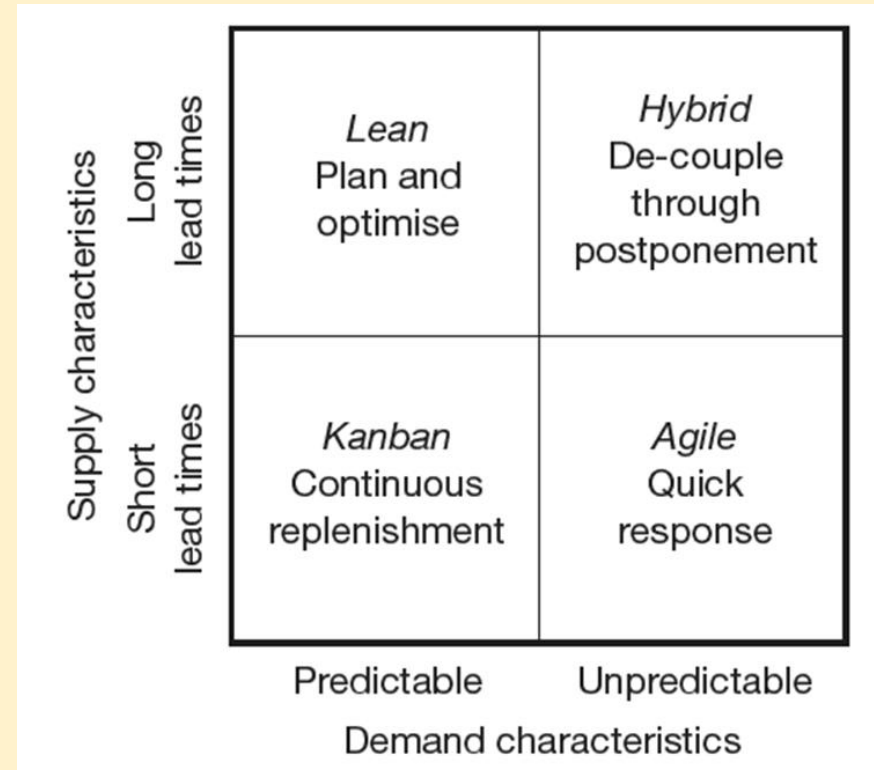 Supply characteristics
Long
lead times
Short
lead times
Lean
Plan and
optimise
Hybrid
De-couple
through
postponement
Kanban
Continuous
replenishment
Agile
Quick
response
Predictable
Unpredictable
Demand characteristics